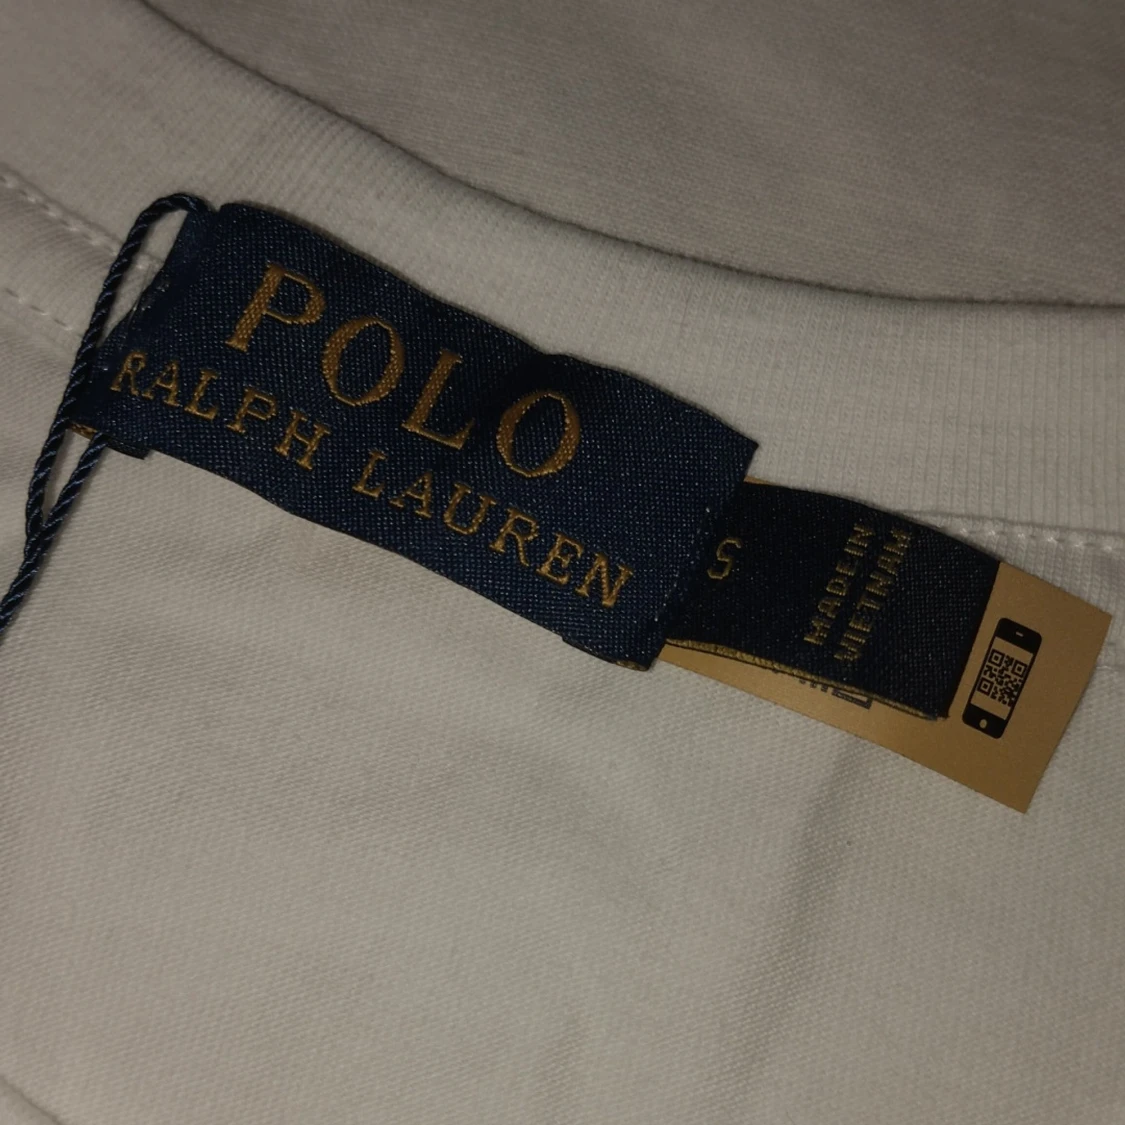 POLO
RALPH LAUREN
S
MADE IN
VIETNAM